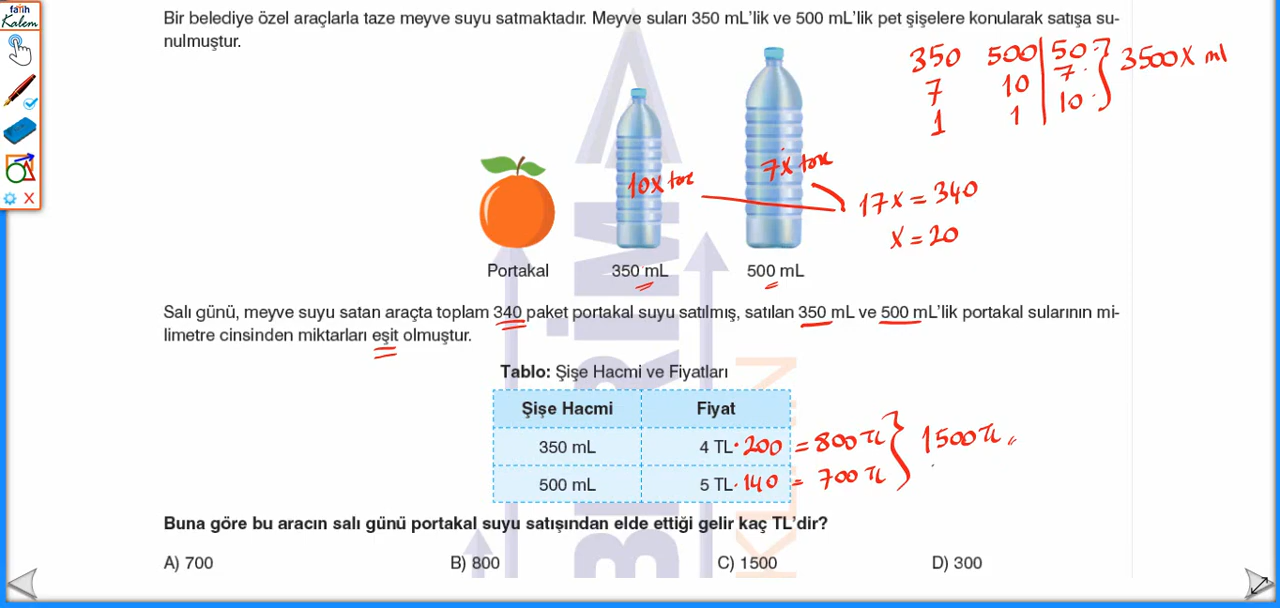 fatih
Kalem
Bir belediye özel araçlarla taze meyve suyu satmaktadır. Meyve suları 350 mL'lik ve 500 mL'lik pet şişelere konularak satışa su-
nulmuştur.
350 500 50
7 10 7
1 1 10
3500x ml
10x tane
7x tane
17x = 340
x = 20
Portakal 350 mL 500 mL
Salı günü, meyve suyu satan araçta toplam 340 paket portakal suyu satılmış, satılan 350 mL ve 500 mL'lik portakal sularının mi-
limetre cinsinden miktarları eşit olmuştur.
Tablo: Şişe Hacmi ve Fiyatları
Şişe Hacmi Fiyat
350 mL 4 TL · 200 = 800 TL
500 mL 5 TL · 140 = 700 TL
1500 TL
Buna göre bu aracın salı günü portakal suyu satışından elde ettiği gelir kaç TL'dir?
A) 700 B) 800 C) 1500 D) 300